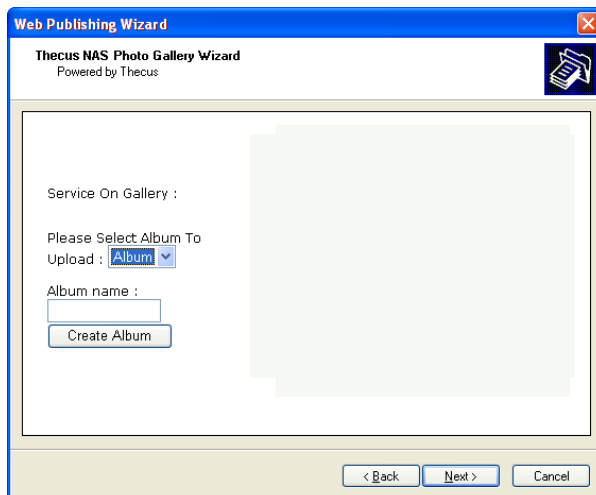 Web Publishing Wizard
Thecus NAS Photo Gallery Wizard
Powered by Thecus
Service On Gallery :
Please Select Album To
Upload : Album
Album name :
Create Album
< Back Next > Cancel